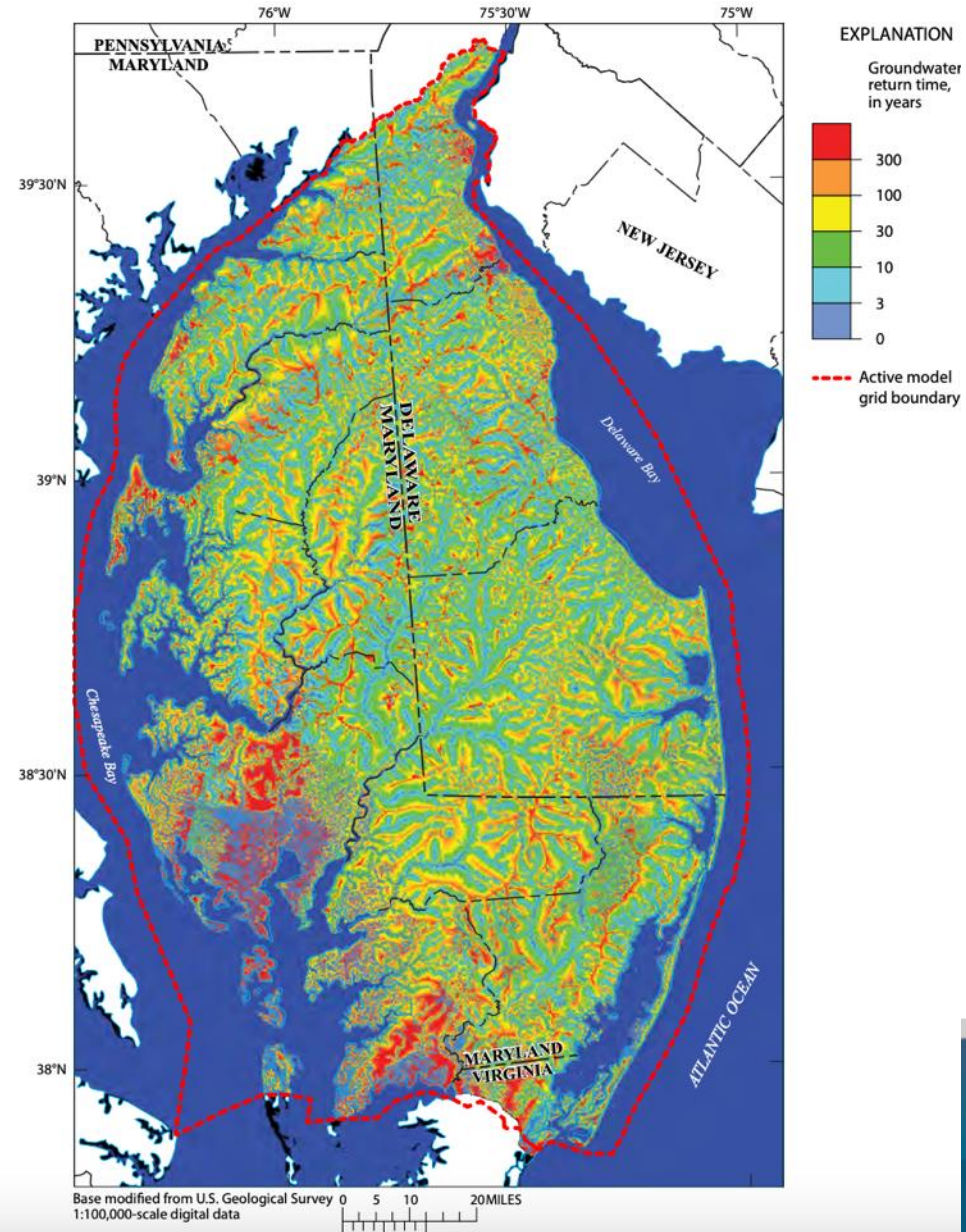 76°W
75°30'W
75°W
EXPLANATION
Groundwater
return time,
in years
300
100
30
10
3
0
Active model
grid boundary
PENNSYLVANIA
MARYLAND
39°30'N
NEW JERSEY
DELAWARE
MARYLAND
Delaware Bay
39°N
Chesapeake Bay
38°30'N
ATLANTIC OCEAN
38°N
MARYLAND
VIRGINIA
Base modified from U.S. Geological Survey
1:100,000-scale digital data
0 5 10 20 MILES